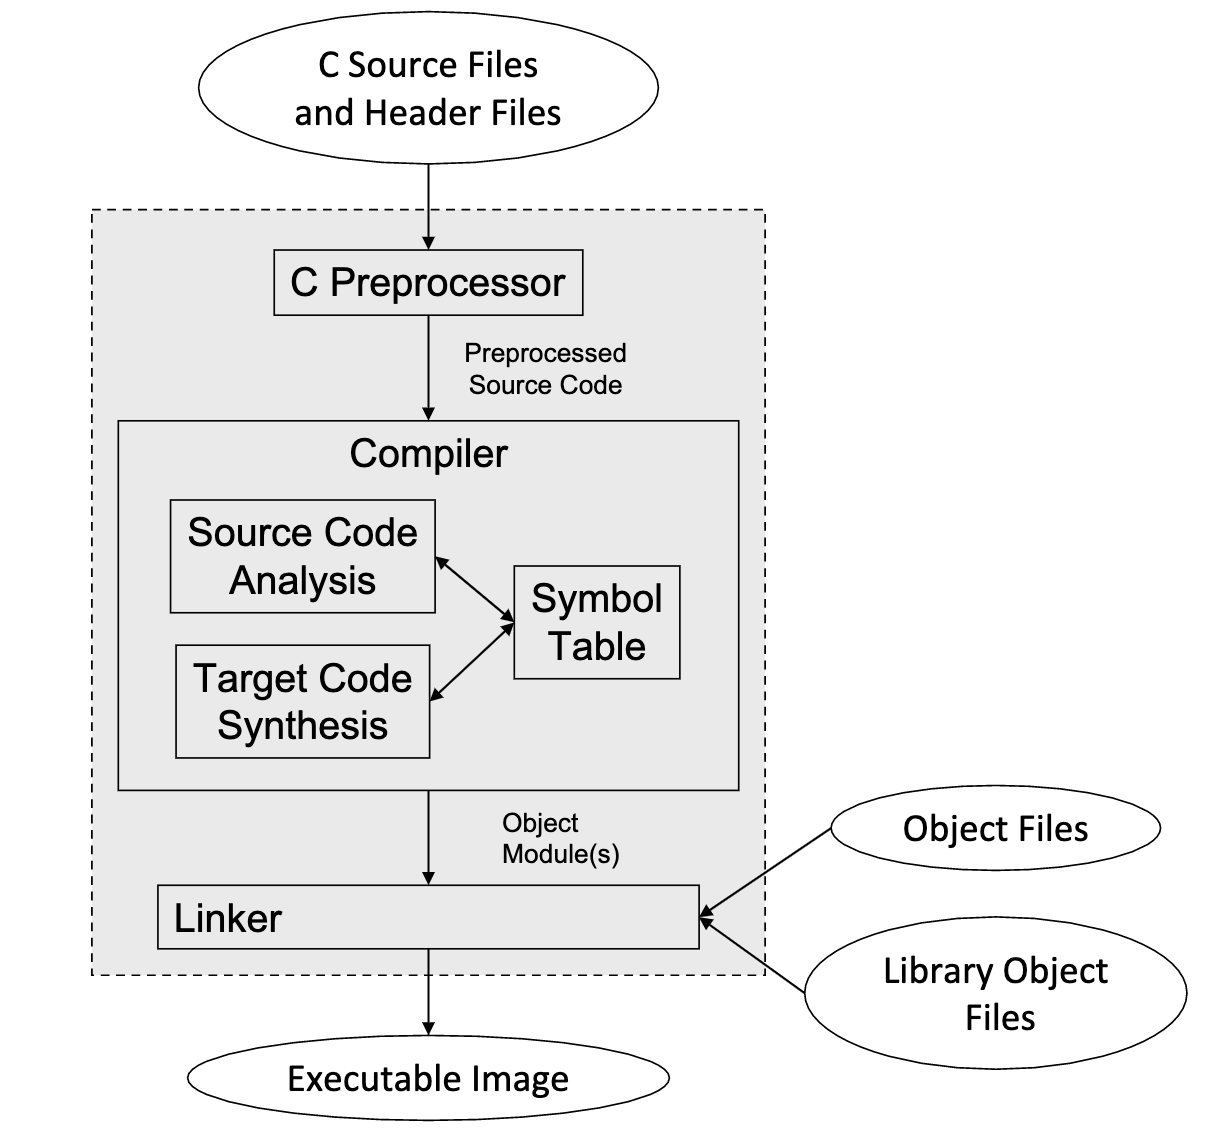 C Source Files
and Header Files
C Preprocessor
Preprocessed
Source Code
Compiler
Source Code
Analysis
Symbol
Table
Target Code
Synthesis
Object
Module(s)
Object Files
Linker
Library Object
Files
Executable Image